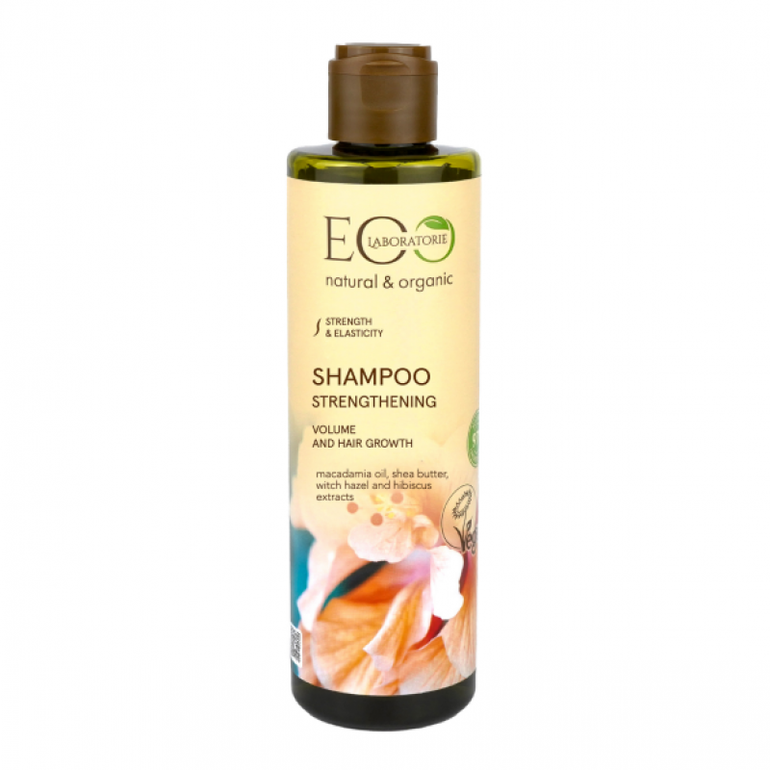 ECO
LABORATORIE
natural & organic
STRENGTH
& ELASTICITY
SHAMPOO
STRENGTHENING
VOLUME
AND HAIR GROWTH
macadamia oil, shea butter,
witch hazel and hibiscus
extracts